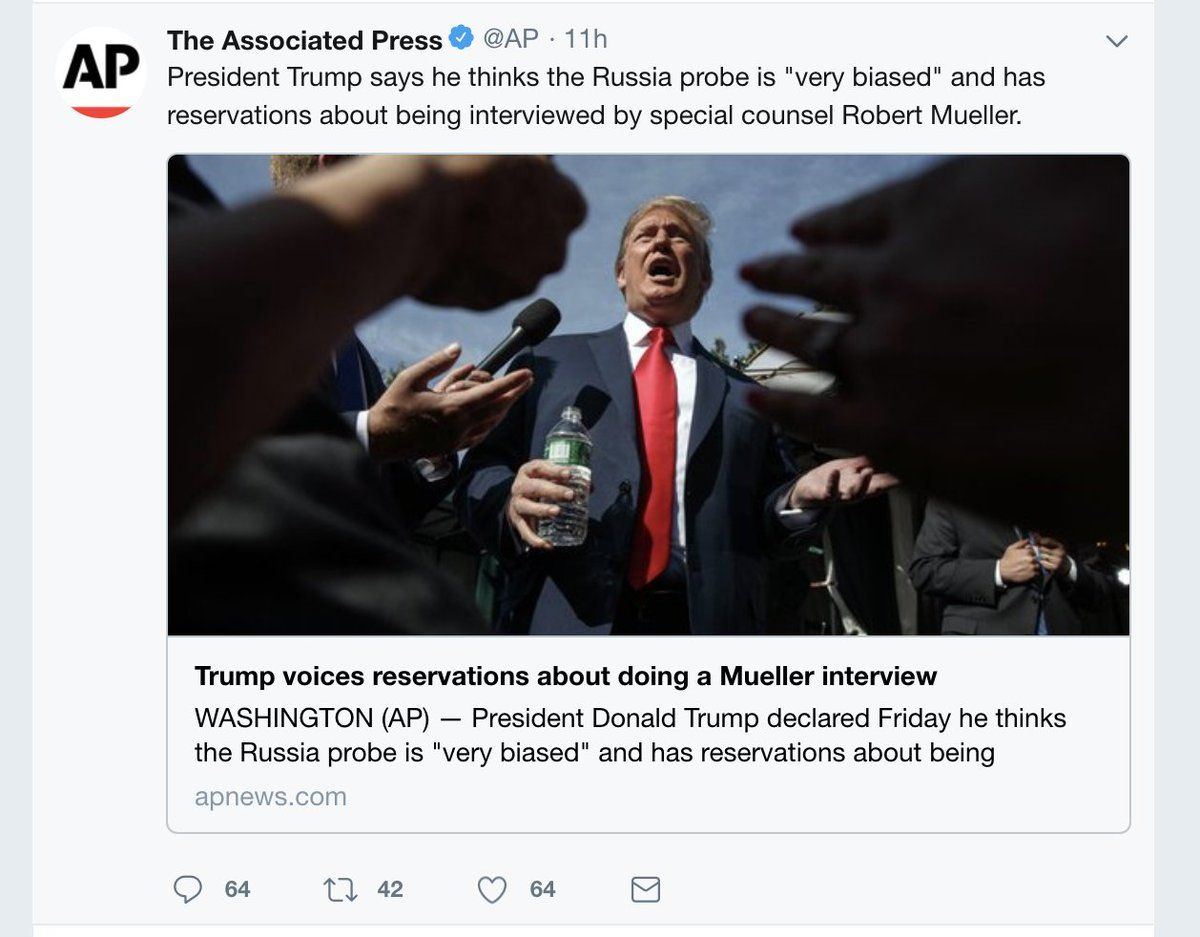 AP
The Associated Press @AP · 11h
President Trump says he thinks the Russia probe is "very biased" and has
reservations about being interviewed by special counsel Robert Mueller.
Trump voices reservations about doing a Mueller interview
WASHINGTON (AP) — President Donald Trump declared Friday he thinks
the Russia probe is "very biased" and has reservations about being
apnews.com
64 42 64